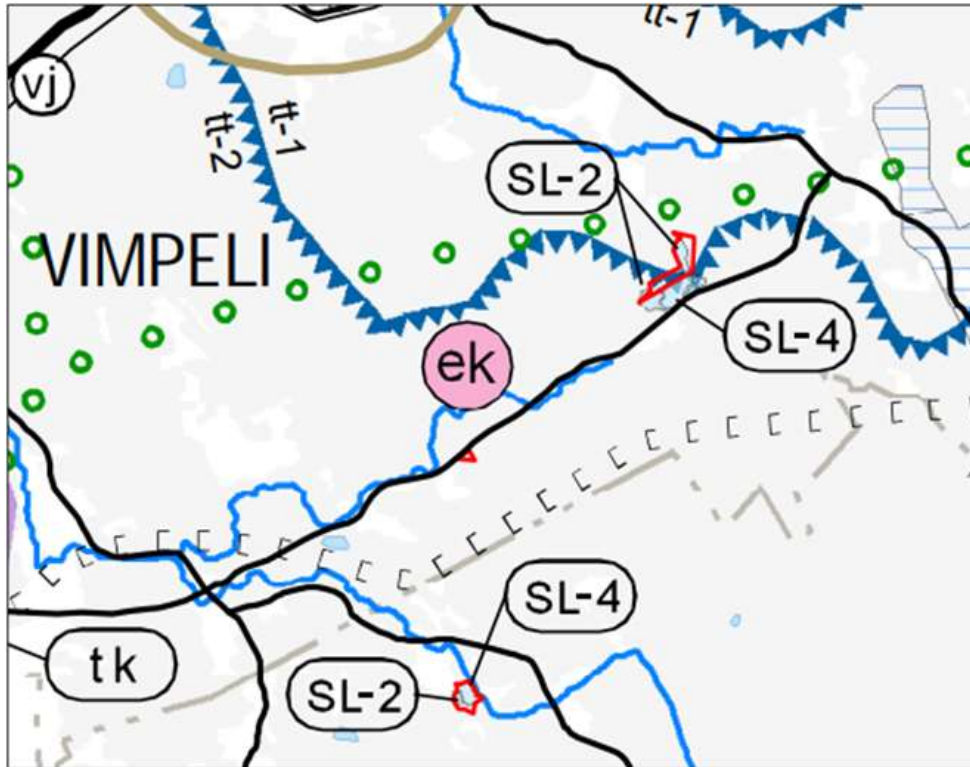 tt-1
vj
tt-1
tt-2
SL-2
VIMPELI
SL-4
ek
SL-4
tk
SL-2